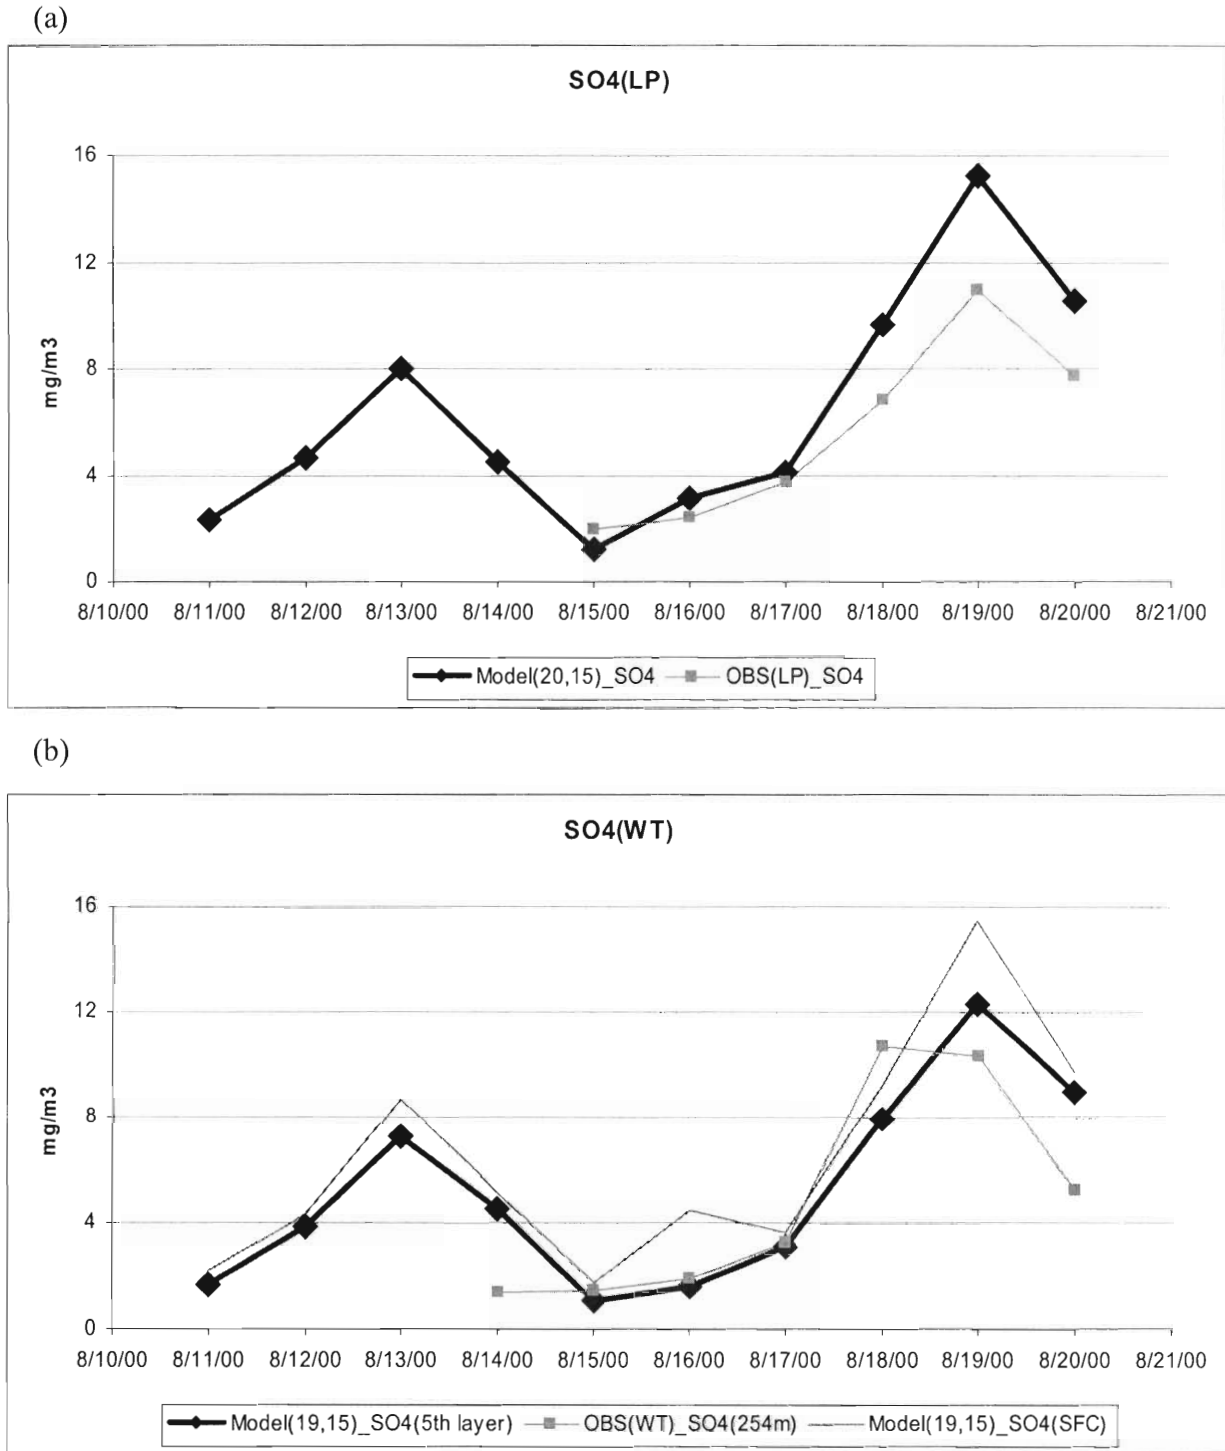 (a)
SO4(LP)
16
12
8
4
0
mg/m3
8/10/00 8/11/00 8/12/00 8/13/00 8/14/00 8/15/00 8/16/00 8/17/00 8/18/00 8/19/00 8/20/00 8/21/00
Model(20,15)_SO4 OBS(LP)_SO4
(b)
SO4(WT)
16
12
8
4
0
mg/m3
8/10/00 8/11/00 8/12/00 8/13/00 8/14/00 8/15/00 8/16/00 8/17/00 8/18/00 8/19/00 8/20/00 8/21/00
Model(19,15)_SO4(5th layer) OBS(WT)_SO4(254m) Model(19,15)_SO4(SFC)